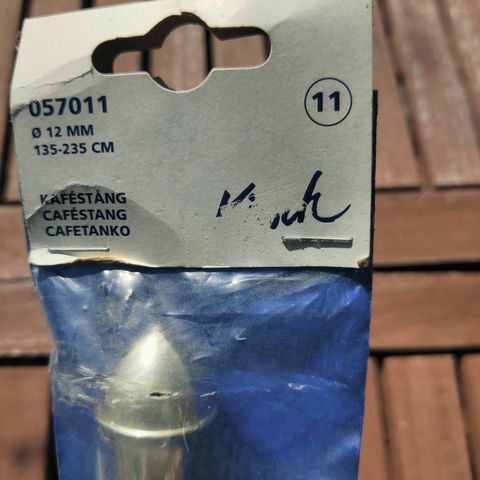 057011
11
Ø 12 MM
135-235 CM
KAFÉSTÅNG
CAFÉSTANG
CAFETANKO